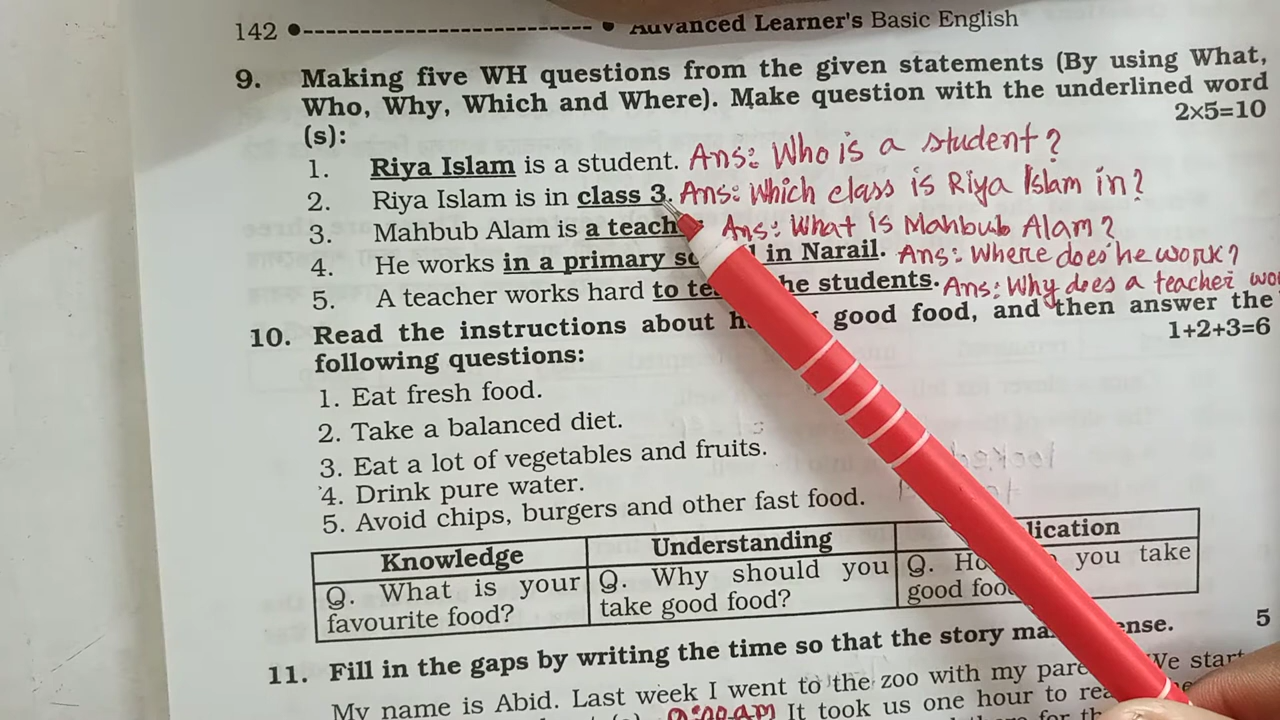 142 Advanced Learner's Basic English
9. Making five WH questions from the given statements (By using What,
Who, Why, Which and Where). Make question with the underlined word
(s): 2×5=10
1. Riya Islam is a student. Ans: Who is a student?
2. Riya Islam is in class 3. Ans: Which class is Riya Islam in?
3. Mahbub Alam is a teach Ans: What is Mahbub Alam?
4. He works in a primary in Narail. Ans: Where does he work?
5. A teacher works hard to the students. Ans: Why does a teacher wo
10. Read the instructions about good food, and then answer the
following questions: 1+2+3=6
1. Eat fresh food.
2. Take a balanced diet.
3. Eat a lot of vegetables and fruits.
4. Drink pure water.
5. Avoid chips, burgers and other fast food.
Knowledge Understanding lication
Q. What is your Q. Why should you Q. you take
favourite food? take good food? good
11. Fill in the gaps by writing the time so that the story 5
My name is Abid. Last week I went to the zoo with my We start
It took us one hour to